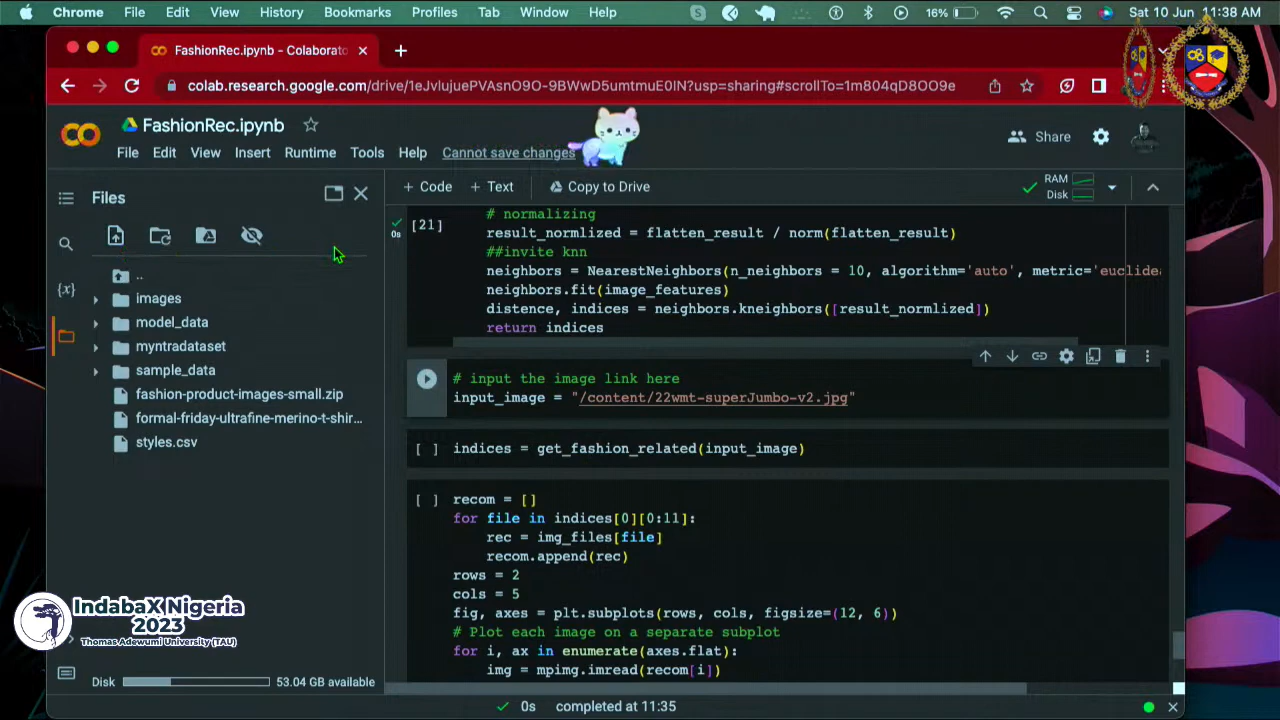 Chrome File Edit View History Bookmarks Profiles Tab Window Help 16% Sat 10 Jun 11:38 AM
FashionRec.ipynb - Colaborato
colab.research.google.com/drive/1eJvlujuePVAsnO9O-9BWwD5umtmuE0lN?usp=sharing#scrollTo=1m804qD8OO9e
FashionRec.ipynb
File Edit View Insert Runtime Tools Help Cannot save changes
Share
Files
+ Code + Text Copy to Drive
RAM
Disk
..
images
model_data
myntradataset
sample_data
fashion-product-images-small.zip
formal-friday-ultrafine-merino-t-shir...
styles.csv
Disk 53.04 GB available
[21]
0s
# normalizing
result_normlized = flatten_result / norm(flatten_result)
##invite knn
neighbors = NearestNeighbors(n_neighbors = 10, algorithm='auto', metric='euclidea
neighbors.fit(image_features)
distance, indices = neighbors.kneighbors([result_normlized])
return indices
# input the image link here
input_image = "/content/22wmt-superJumbo-v2.jpg"
[ ] indices = get_fashion_related(input_image)
[ ] recom = []
for file in indices[0][0:11]:
rec = img_files[file]
recom.append(rec)
rows = 2
cols = 5
fig, axes = plt.subplots(rows, cols, figsize=(12, 6))
# Plot each image on a separate subplot
for i, ax in enumerate(axes.flat):
img = mpimg.imread(recom[i])
0s completed at 11:35
IndabaX Nigeria
2023
Thomas Adewumi University (TAU)